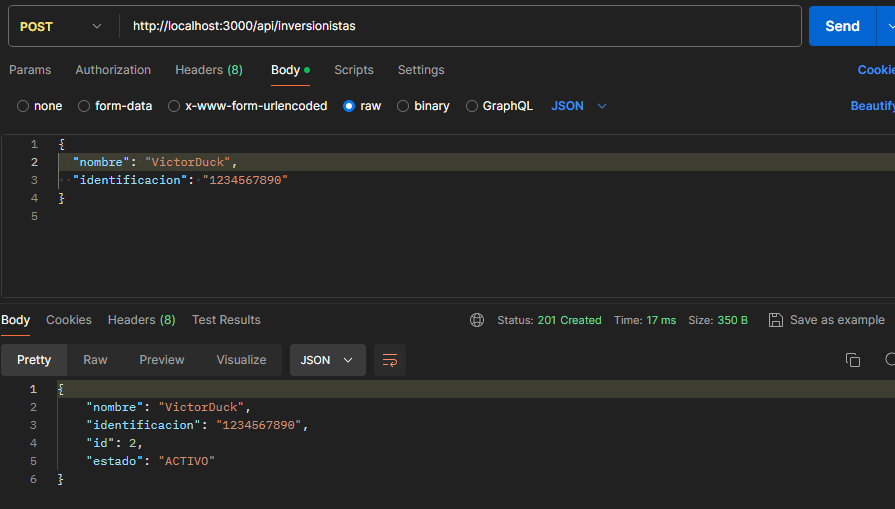 POST http://localhost:3000/api/inversionistas Send
Params Authorization Headers (8) Body Scripts Settings Cookie
none form-data x-www-form-urlencoded raw binary GraphQL JSON Beautify
1 {
2 "nombre": "VictorDuck",
3 "identificacion": "1234567890"
4 }
5
Body Cookies Headers (8) Test Results Status: 201 Created Time: 17 ms Size: 350 B Save as example
Pretty Raw Preview Visualize JSON
1 {
2 "nombre": "VictorDuck",
3 "identificacion": "1234567890",
4 "id": 2,
5 "estado": "ACTIVO"
6 }